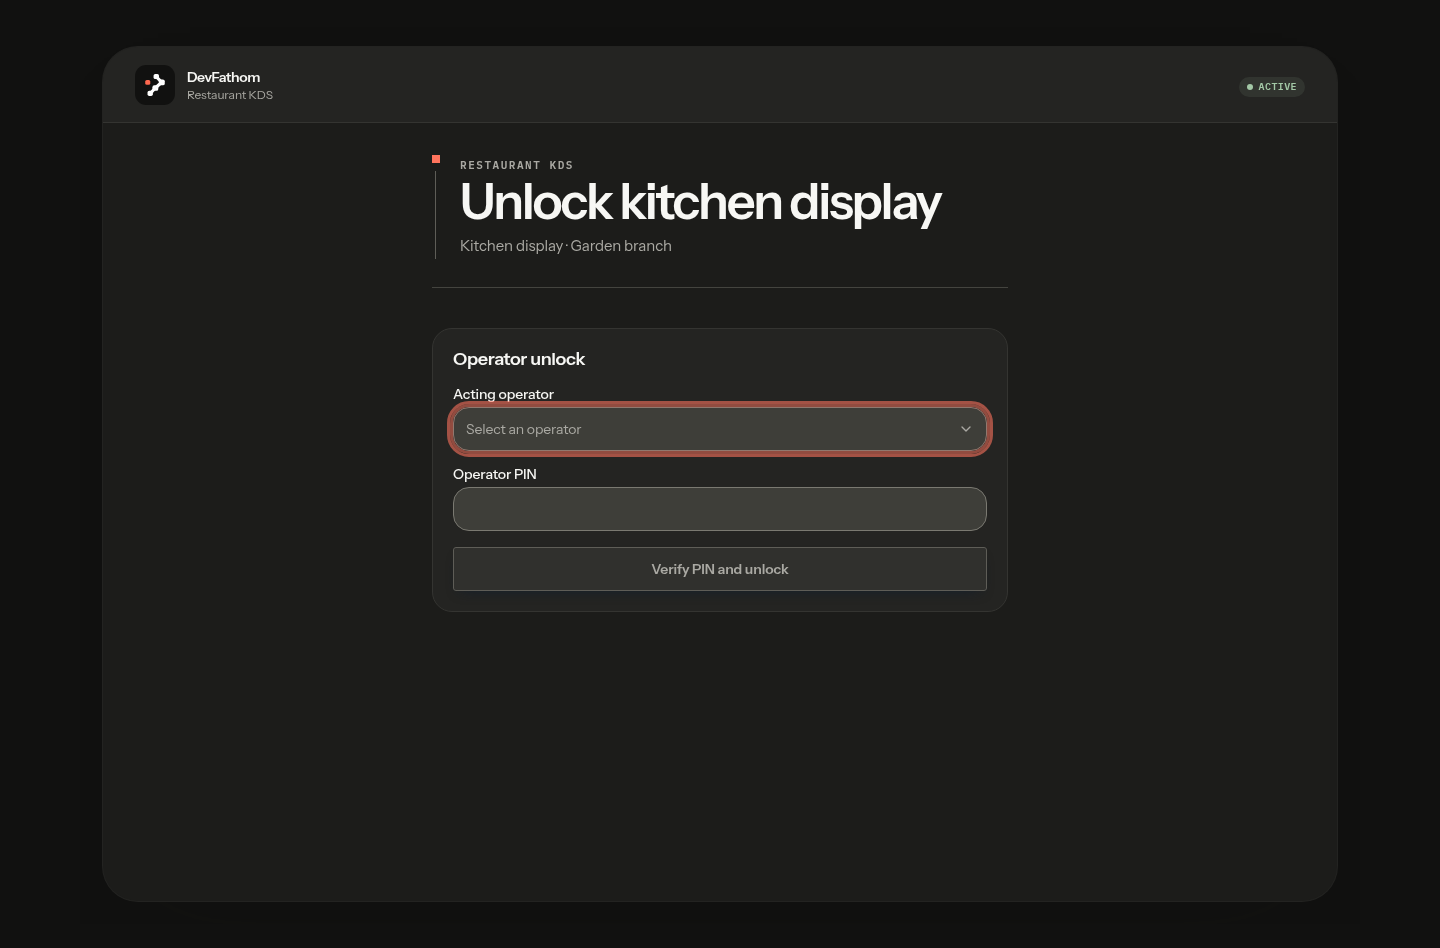 DevFathom
Restaurant KDS
ACTIVE
RESTAURANT KDS
Unlock kitchen display
Kitchen display · Garden branch
Operator unlock
Acting operator
Select an operator
Operator PIN
Verify PIN and unlock